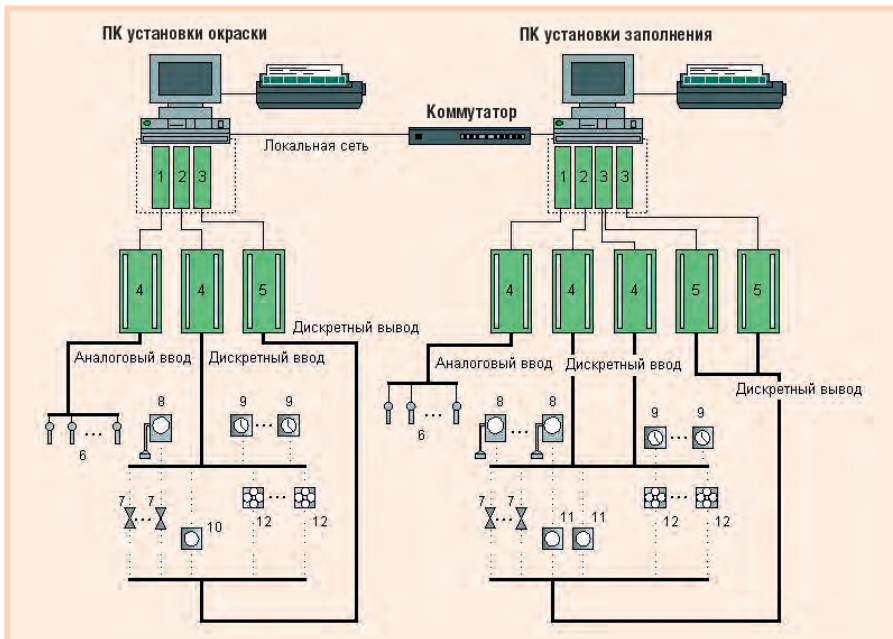 ПК установки окраски
ПК установки заполнения
Коммутатор
Локальная сеть
1 2 3
1 2 3 3
4 4 5
4 4 4 5 5
Дискретный вывод
Аналоговый ввод
Дискретный ввод
Аналоговый ввод
Дискретный ввод
Дискретный вывод
8 9 ... 9
8 ... 8 9 ... 9
... 6
... 6
7 ... 7 10 12 ... 12
7 ... 7 11 11 12 ... 12